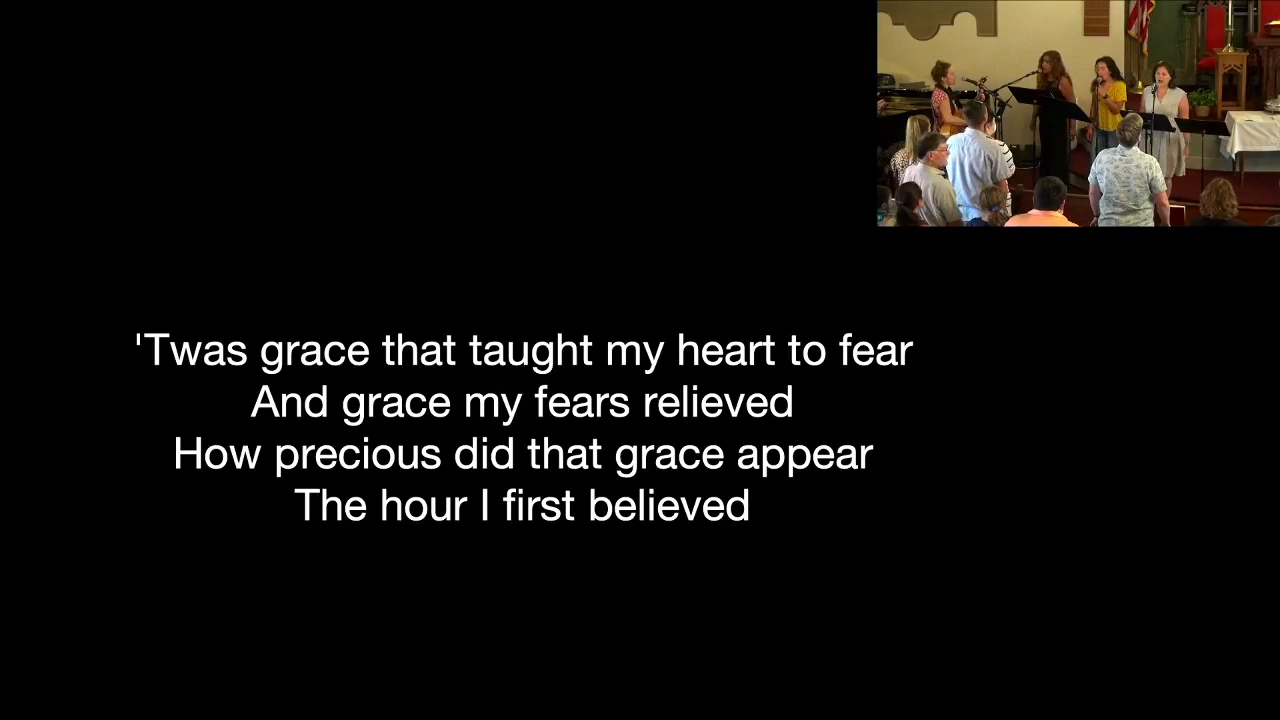 'Twas grace that taught my heart to fear
And grace my fears relieved
How precious did that grace appear
The hour I first believed